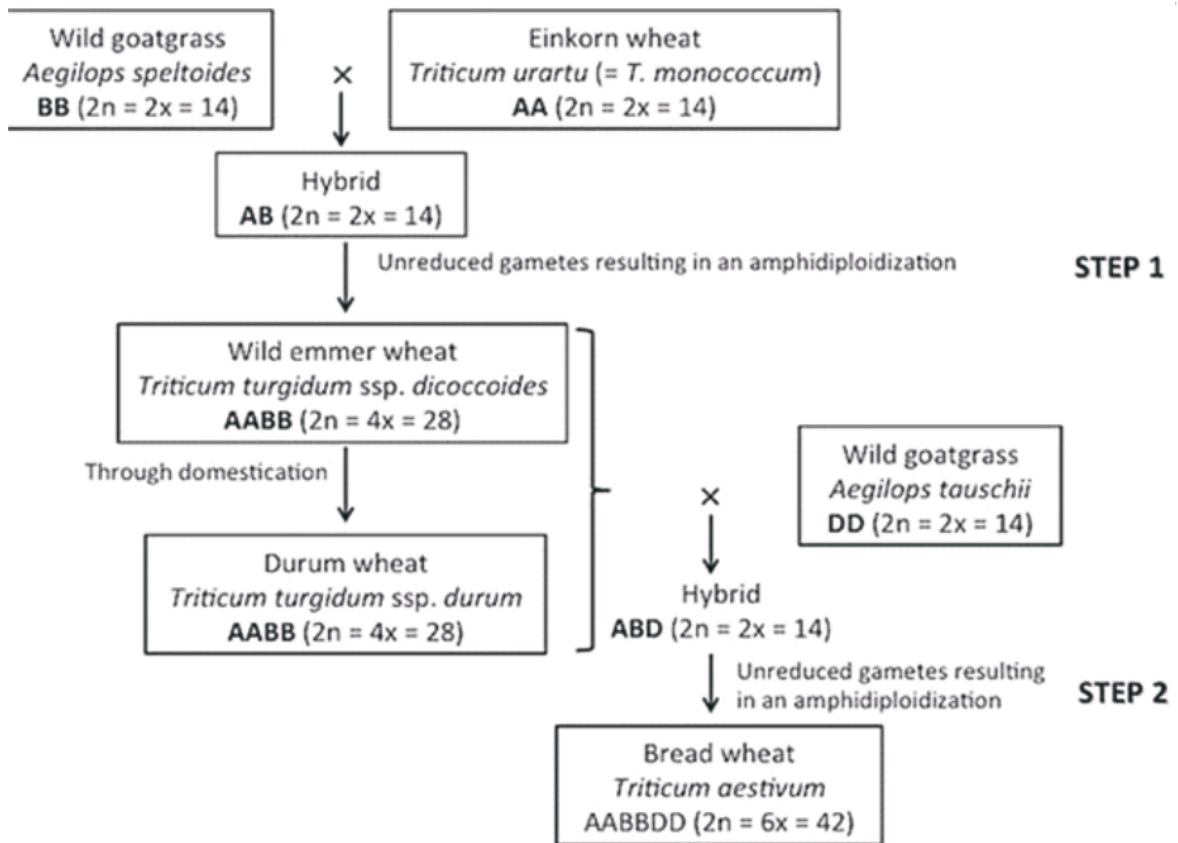 Wild goatgrass
Aegilops speltoides
BB (2n = 2x = 14)
×
Einkorn wheat
Triticum urartu (= T. monococcum)
AA (2n = 2x = 14)
Hybrid
AB (2n = 2x = 14)
Unreduced gametes resulting in an amphidiploidization
STEP 1
Wild emmer wheat
Triticum turgidum ssp. dicoccoides
AABB (2n = 4x = 28)
Through domestication
Durum wheat
Triticum turgidum ssp. durum
AABB (2n = 4x = 28)
×
Wild goatgrass
Aegilops tauschii
DD (2n = 2x = 14)
Hybrid
ABD (2n = 2x = 14)
Unreduced gametes resulting
in an amphidiploidization
STEP 2
Bread wheat
Triticum aestivum
AABBDD (2n = 6x = 42)